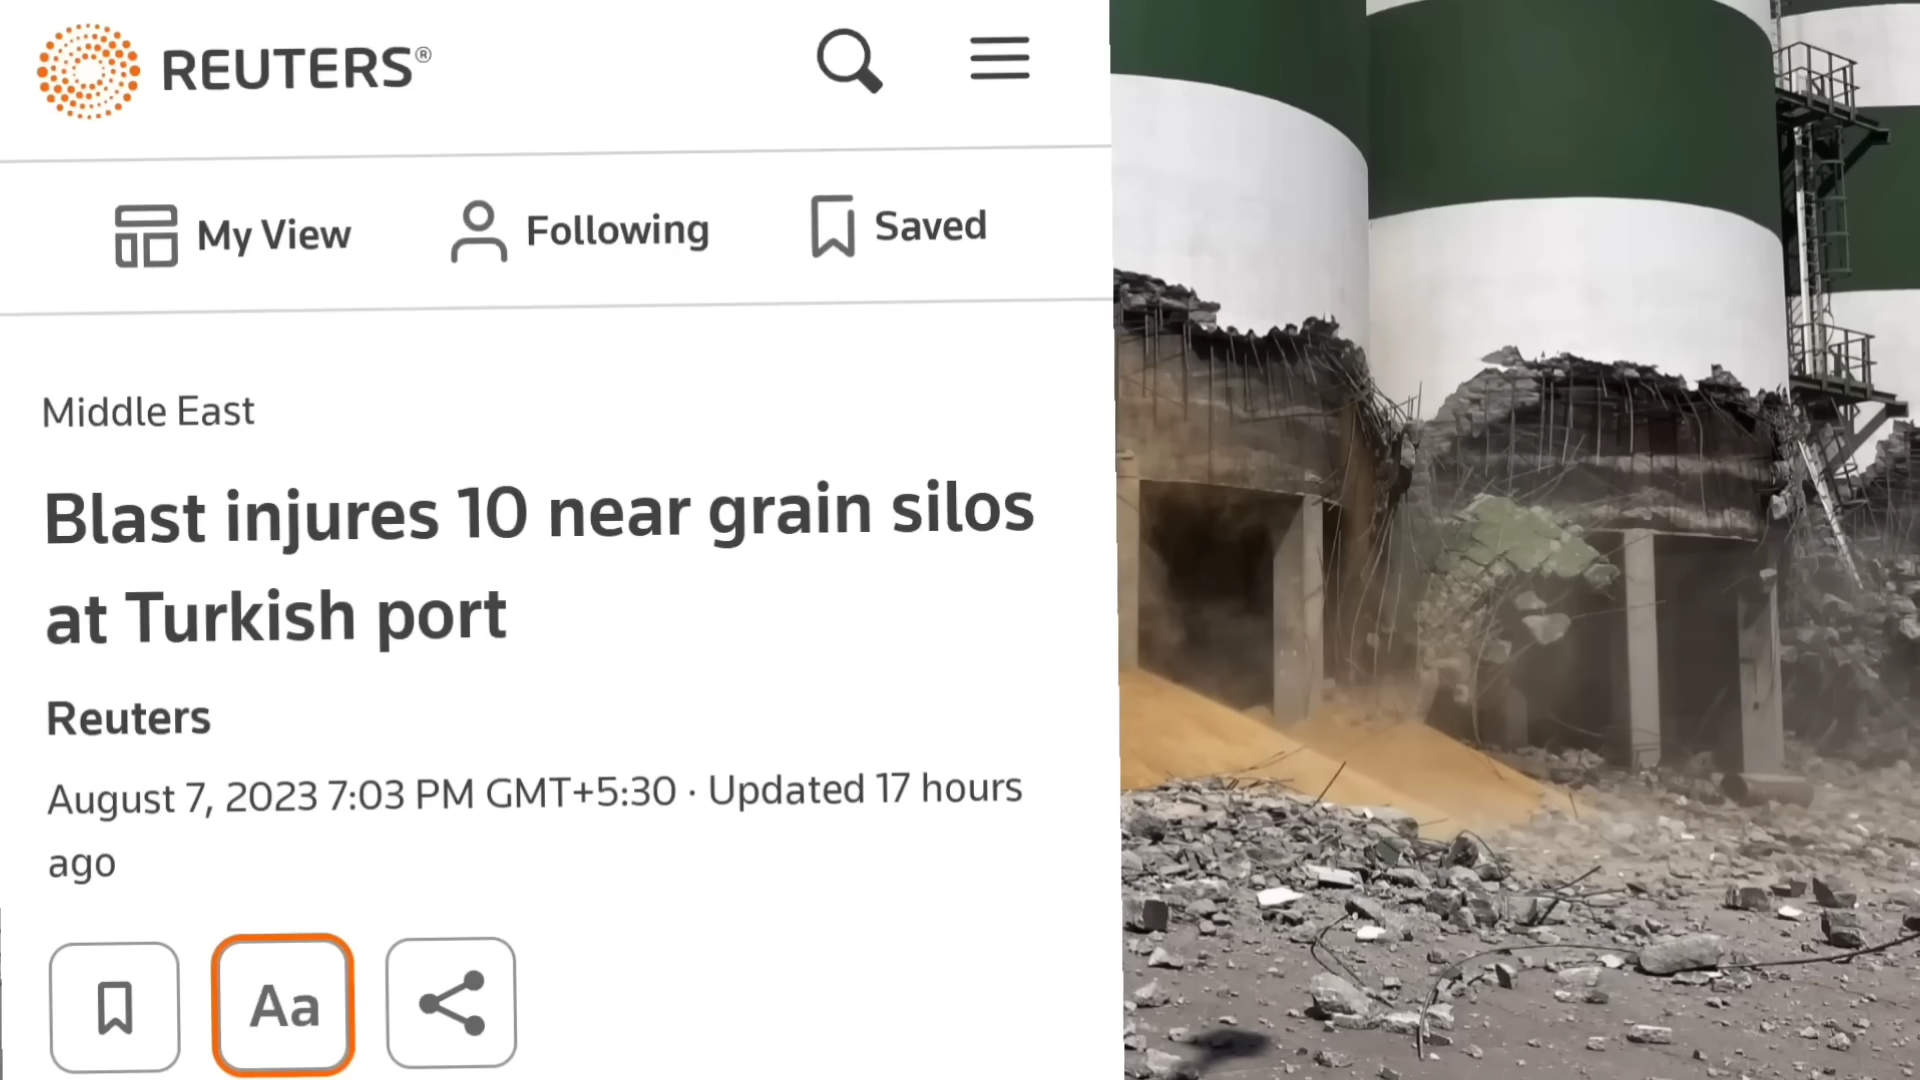 REUTERS®
My View Following Saved
Middle East
Blast injures 10 near grain silos
at Turkish port
Reuters
August 7, 2023 7:03 PM GMT+5:30 · Updated 17 hours
ago
Aa